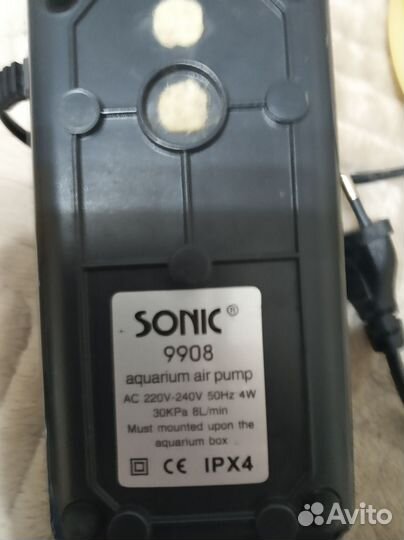 SONIC®
9908
aquarium air pump
AC 220V-240V 50Hz 4W
30KPa 8L/min
Must mounted upon the
aquarium box
CE IPX4
Avito